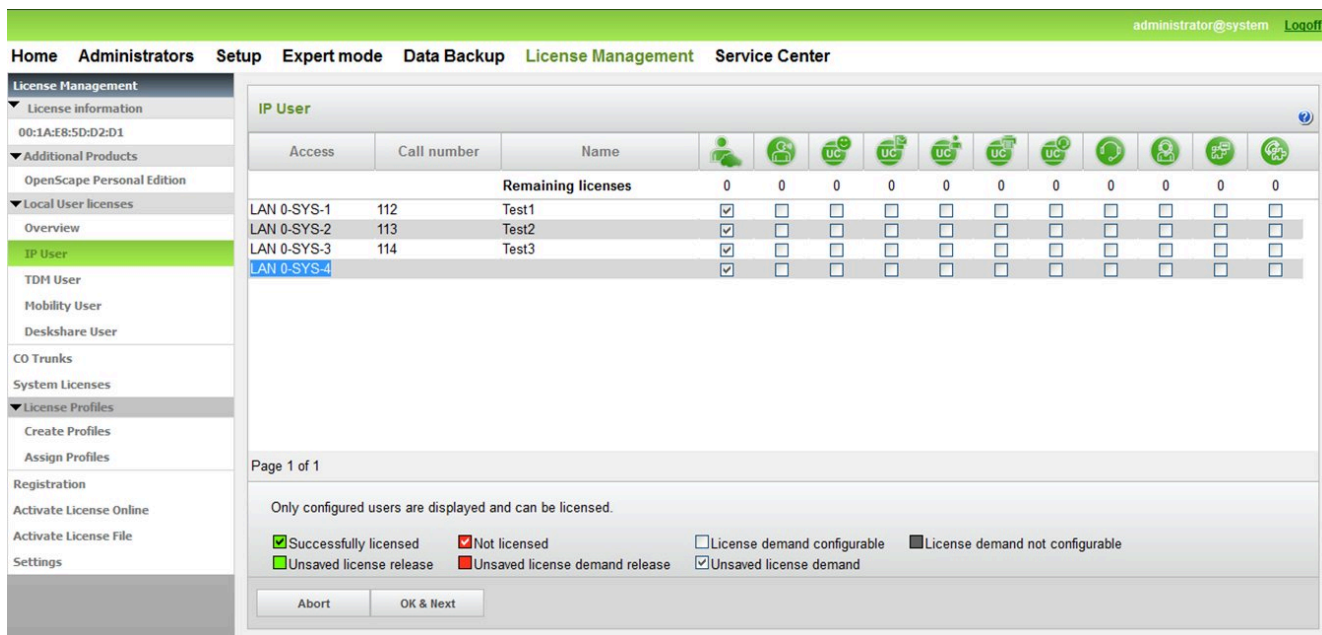 administrator@system Logoff
Home Administrators Setup Expert mode Data Backup License Management Service Center
License Management
License information
00:1A:E8:5D:D2:D1
Additional Products
OpenScape Personal Edition
Local User licenses
Overview
IP User
TDM User
Mobility User
Deskshare User
CO Trunks
System Licenses
License Profiles
Create Profiles
Assign Profiles
Registration
Activate License Online
Activate License File
Settings
IP User
Access Call number Name UC UC UC UC
Remaining licenses 0 0 0 0 0 0 0 0 0 0 0
LAN 0-SYS-1 112 Test1
LAN 0-SYS-2 113 Test2
LAN 0-SYS-3 114 Test3
LAN 0-SYS-4
Page 1 of 1
Only configured users are displayed and can be licensed.
Successfully licensed Not licensed License demand configurable License demand not configurable
Unsaved license release Unsaved license demand release Unsaved license demand
Abort OK & Next